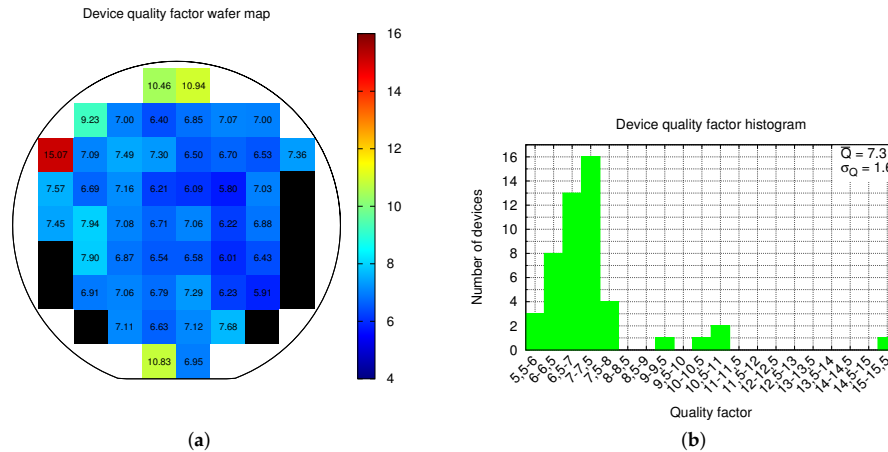 Device quality factor wafer map
10.46 10.94
9.23 7.00 6.40 6.85 7.07 7.00
15.07 7.09 7.49 7.30 6.50 6.70 6.53 7.36
7.57 6.69 7.16 6.21 6.09 5.80 7.03
7.45 7.94 7.08 6.71 7.06 6.22 6.88
7.90 6.87 6.54 6.58 6.01 6.43
6.91 7.06 6.79 7.29 6.23 5.91
7.11 6.63 7.12 7.68
10.83 6.95
16
14
12
10
8
6
4
(a)
Device quality factor histogram
Q̅ = 7.3
σ_Q = 1.6
Number of devices
16
14
12
10
8
6
4
2
0
5,5-6
6-6,5
6,5-7
7-7,5
7,5-8
8-8,5
8,5-9
9-9,5
9,5-10
10-10,5
10,5-11
11-11,5
11,5-12
12-12,5
12,5-13
13-13,5
13,5-14
14-14,5
14,5-15
15-15,5
Quality factor
(b)